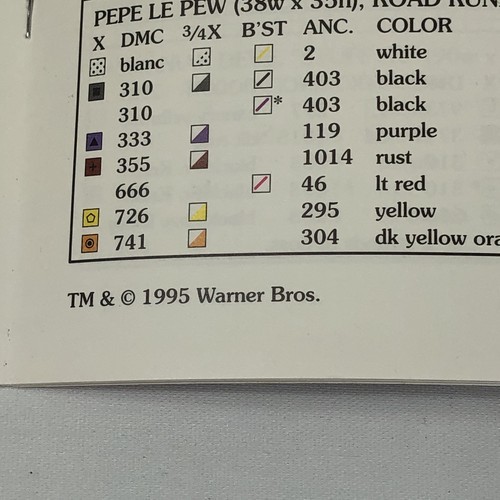 PEPE LE PEW (38w x 35h), ROAD RUN
X DMC 3/4X B'ST ANC. COLOR
blanc 2 white
310 403 black
310 * 403 black
333 119 purple
355 1014 rust
666 46 lt red
726 295 yellow
741 304 dk yellow ora
TM & © 1995 Warner Bros.